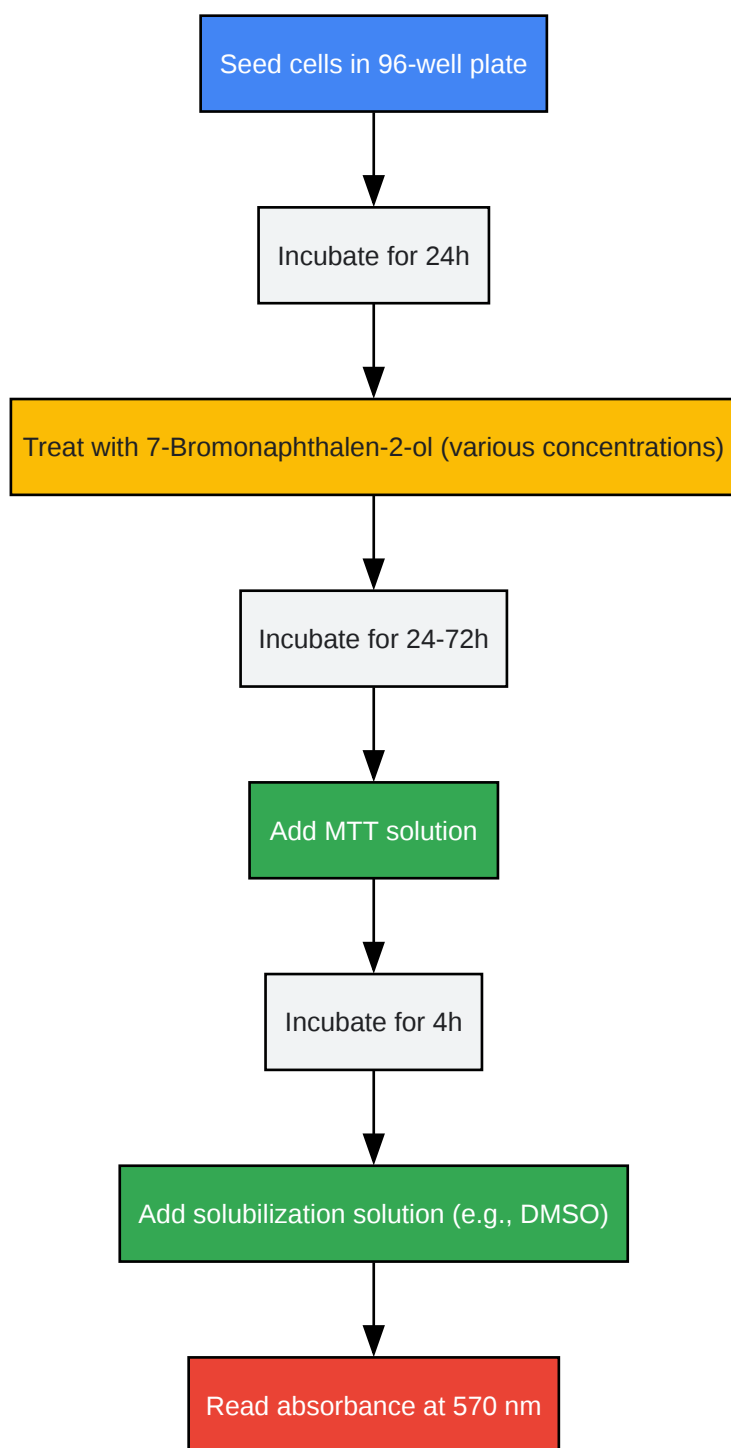 Seed cells in 96-well plate
Incubate for 24h
Treat with 7-Bromonaphthalen-2-ol (various concentrations)
Incubate for 24-72h
Add MTT solution
Incubate for 4h
Add solubilization solution (e.g., DMSO)
Read absorbance at 570 nm